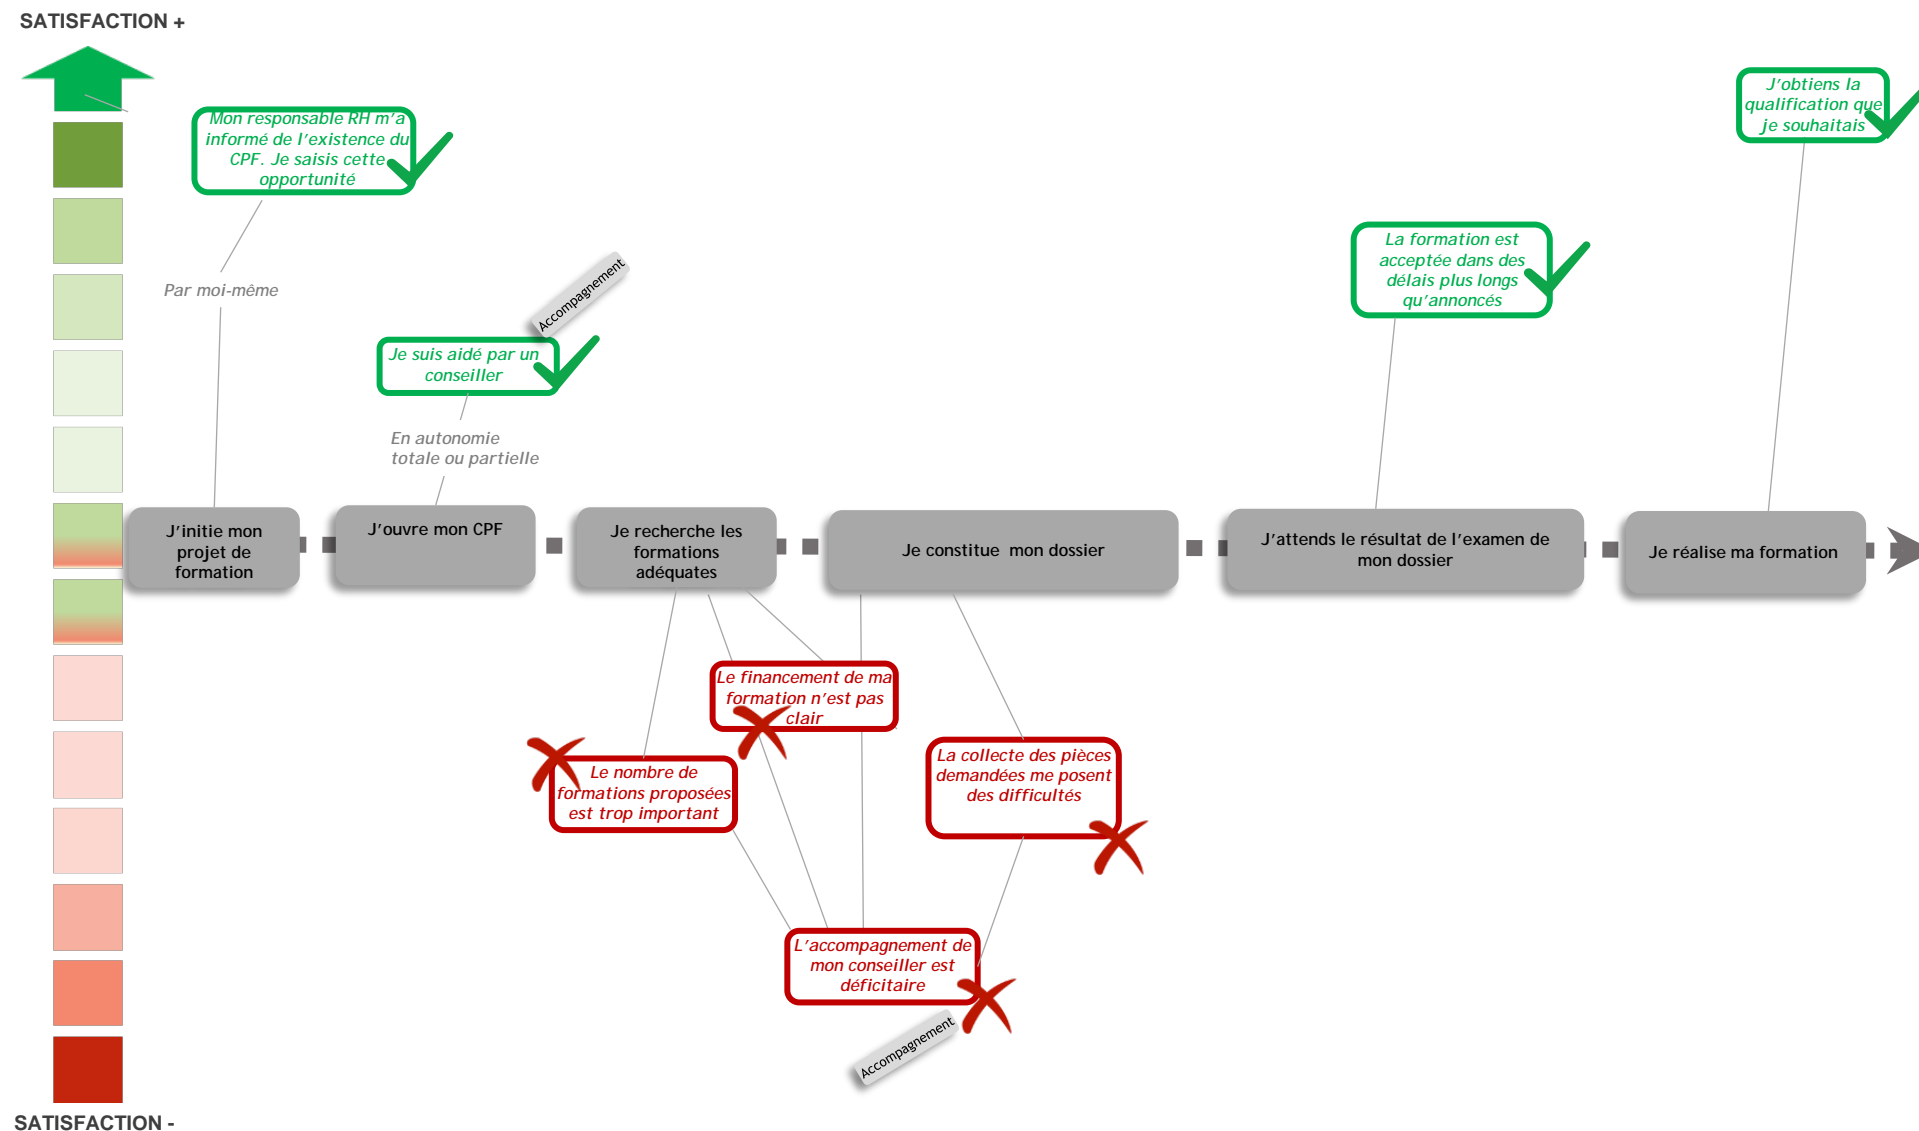 SATISFACTION +
Mon responsable RH m'a
informé de l'existence du
CPF. Je saisis cette
opportunité
J'obtiens la
qualification que
je souhaitais
La formation est
acceptée dans des
délais plus longs
qu'annoncés
Accompagnement
Par moi-même
Je suis aidé par un
conseiller
En autonomie
totale ou partielle
J'initie mon
projet de
formation
J'ouvre mon CPF
Je recherche les
formations
adéquates
Je constitue mon dossier
J'attends le résultat de l'examen de
mon dossier
Je réalise ma formation
Le financement de ma
formation n'est pas
clair
Le nombre de
formations proposées
est trop important
La collecte des pièces
demandées me posent
des difficultés
L'accompagnement de
mon conseiller est
déficitaire
Accompagnement
SATISFACTION -